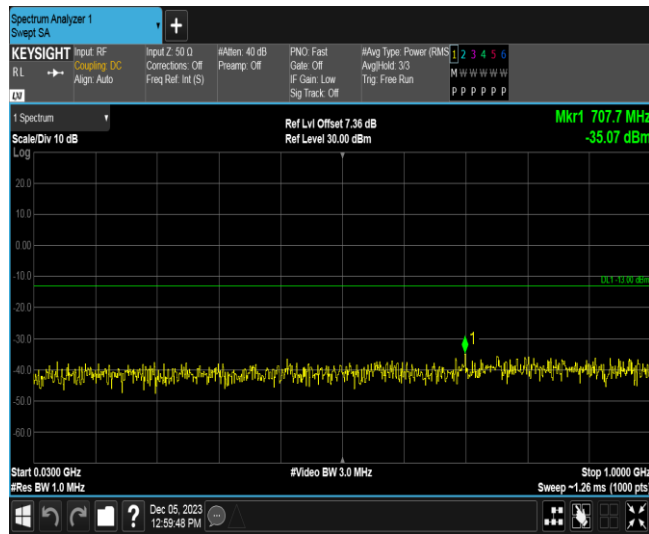 Spectrum Analyzer 1
Swept SA
+
KEYSIGHT
RL
LXI
Input: RF
Coupling: DC
Align: Auto
Input Z: 50 Ω
Corrections: Off
Freq Ref: Int (S)
#Atten: 40 dB
Preamp: Off
PNO: Fast
Gate: Off
IF Gain: Low
Sig Track: Off
#Avg Type: Power (RMS
Avg|Hold: 3/3
Trig: Free Run
1 2 3 4 5 6
M W W W W W
P P P P P P
1 Spectrum
Scale/Div 10 dB
Log
Ref Lvl Offset 7.36 dB
Ref Level 30.00 dBm
Mkr1 707.7 MHz
-35.07 dBm
20.0
10.0
0.00
-10.0
DL1 -13.00 dBm
-20.0
-30.0
1
-40.0
-50.0
-60.0
Start 0.0300 GHz
#Res BW 1.0 MHz
#Video BW 3.0 MHz
Stop 1.0000 GHz
Sweep ~1.26 ms (1000 pts)
?
Dec 05, 2023
12:59:48 PM